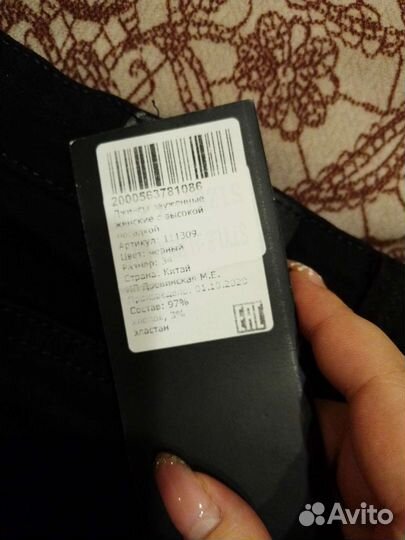 2000563781086
Джинсы зауженные
женские с высокой
посадкой
Артикул: 111309
Цвет: черный
Размер: 34
Страна: Китай
ИП Древинская М.Е.
Произведено: 01.10.2020
Состав: 97%
хлопок, 3%
эластан
EAC
Avito